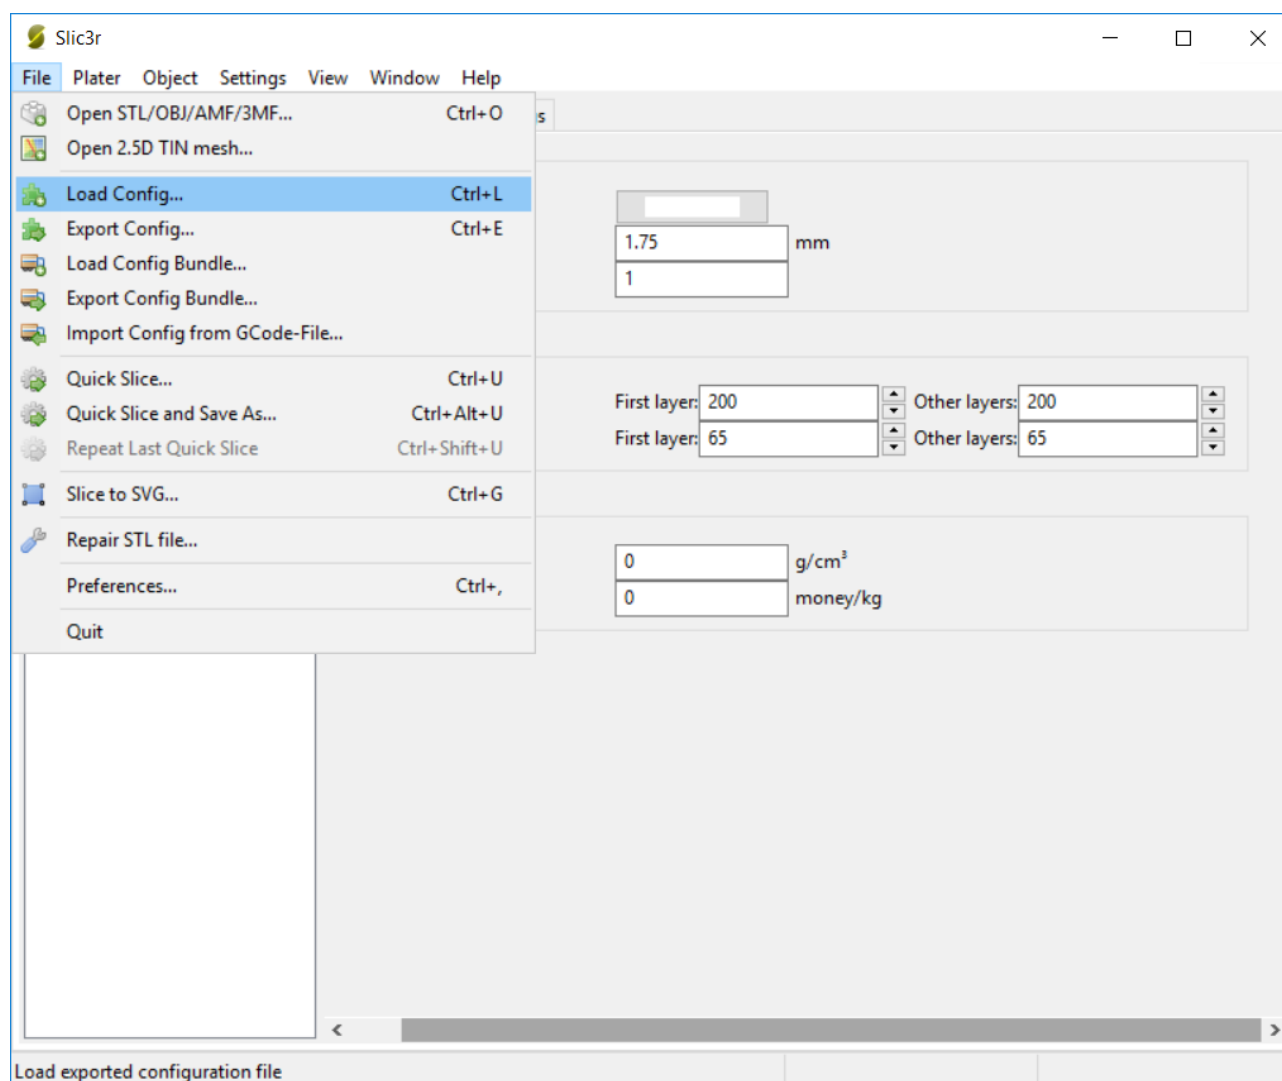 Slic3r
File Plater Object Settings View Window Help
Open STL/OBJ/AMF/3MF... Ctrl+O
Open 2.5D TIN mesh...
Load Config... Ctrl+L
Export Config... Ctrl+E
Load Config Bundle...
Export Config Bundle...
Import Config from GCode-File...
Quick Slice... Ctrl+U
Quick Slice and Save As... Ctrl+Alt+U
Repeat Last Quick Slice Ctrl+Shift+U
Slice to SVG... Ctrl+G
Repair STL file...
Preferences... Ctrl+,
Quit
1.75 mm
1
First layer: 200 Other layers: 200
First layer: 65 Other layers: 65
0 g/cm³
0 money/kg
Load exported configuration file